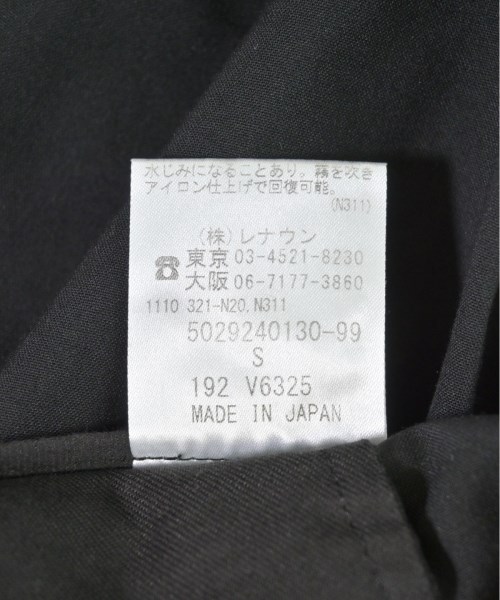 水じみになることあり。霧を吹き
アイロン仕上げで回復可能。
(N311)
(株)レナウン
☎東京 03-4521-8230
大阪 06-7177-3860
1110 321-N20,N311
5029240130-99
S
192 V6325
MADE IN JAPAN